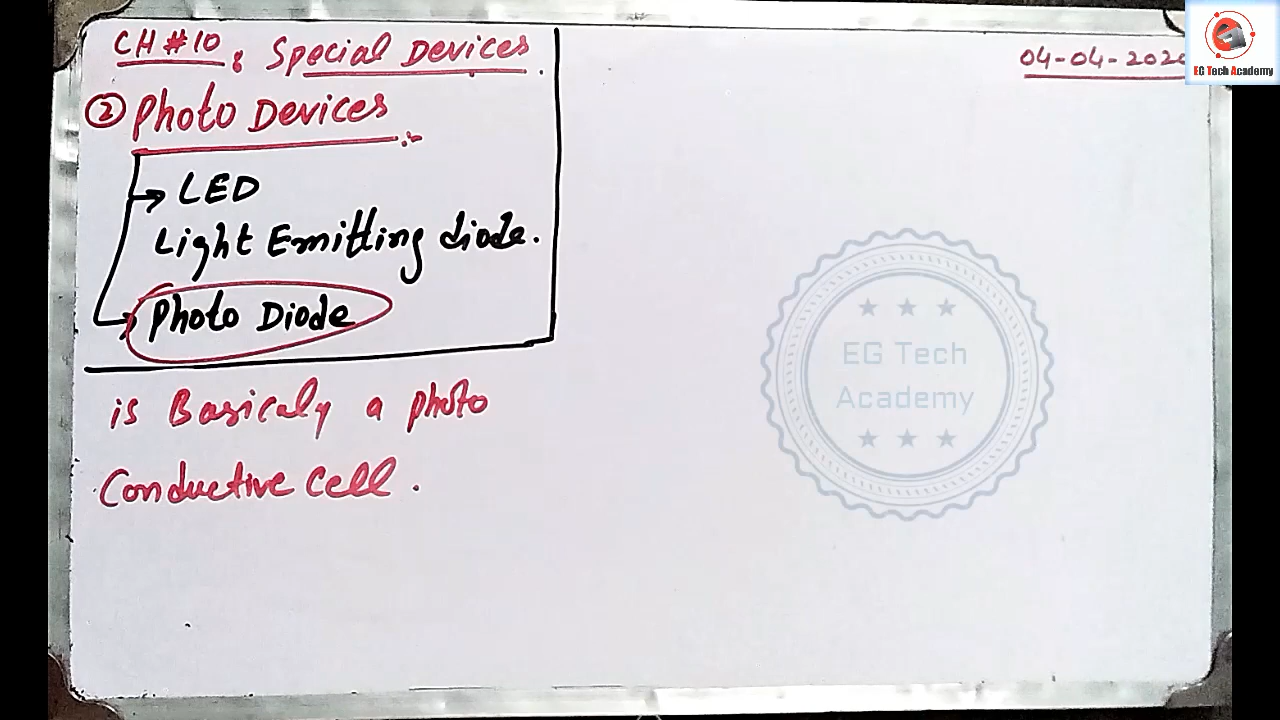 CH#10: Special Devices
04-04-2020
② Photo Devices :-
→ LED
Light Emitting diode.
→ Photo Diode
is Basicaly a photo
Conductive Cell.
EG Tech
Academy
EG Tech Academy